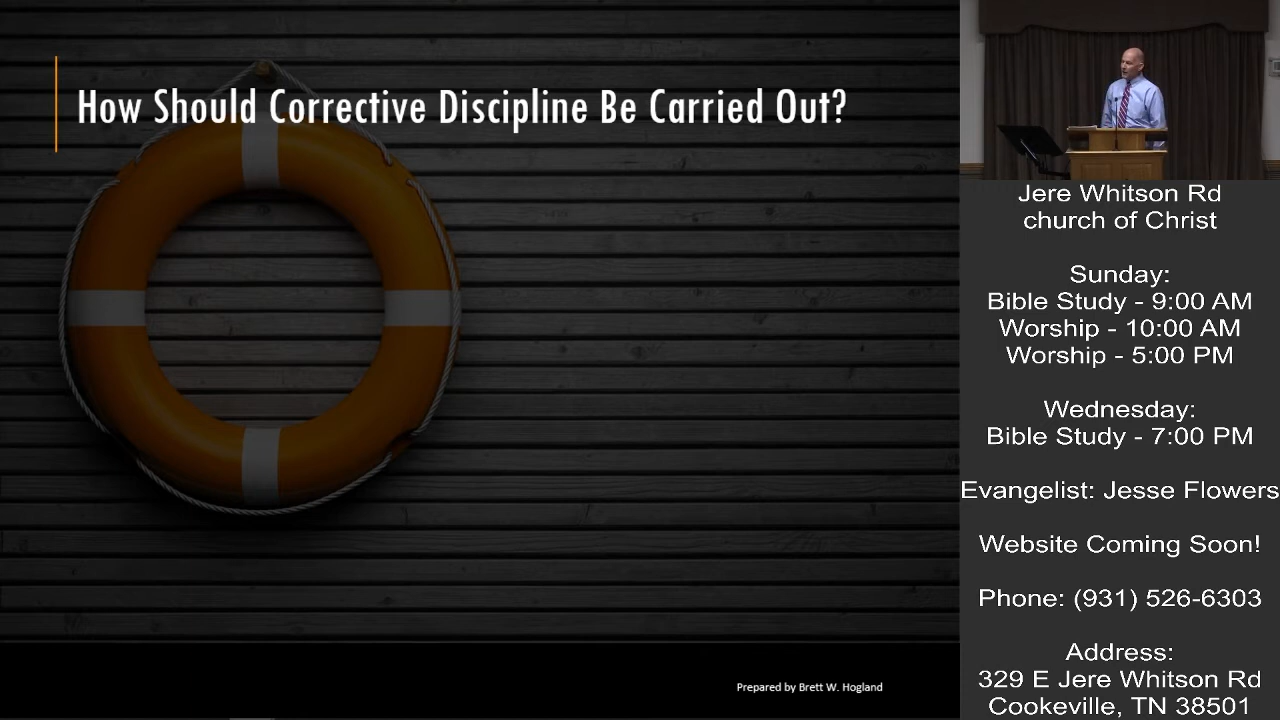 How Should Corrective Discipline Be Carried Out?
Prepared by Brett W. Hogland
Jere Whitson Rd
church of Christ
Sunday:
Bible Study - 9:00 AM
Worship - 10:00 AM
Worship - 5:00 PM
Wednesday:
Bible Study - 7:00 PM
Evangelist: Jesse Flowers
Website Coming Soon!
Phone: (931) 526-6303
Address:
329 E Jere Whitson Rd
Cookeville, TN 38501